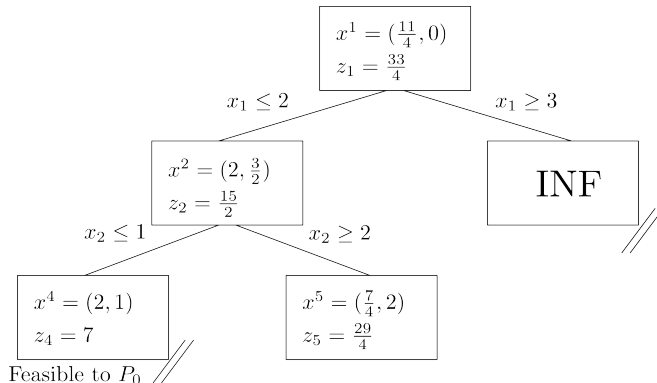 x¹ = (11/4, 0)
z₁ = 33/4
x₁ ≤ 2
x₁ ≥ 3
x² = (2, 3/2)
z₂ = 15/2
INF
x₂ ≤ 1
x₂ ≥ 2
x⁴ = (2, 1)
z₄ = 7
x⁵ = (7/4, 2)
z₅ = 29/4
Feasible to P₀